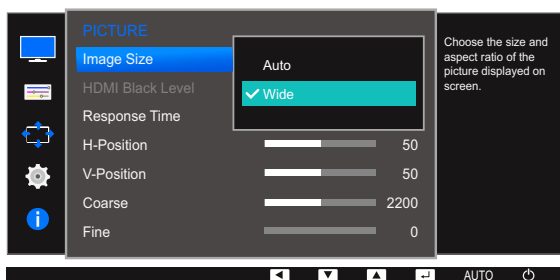 PICTURE
Image Size
Auto
Wide
HDMI Black Level
Response Time
H-Position 50
V-Position 50
Coarse 2200
Fine 0
Choose the size and
aspect ratio of the
picture displayed on
screen.
AUTO